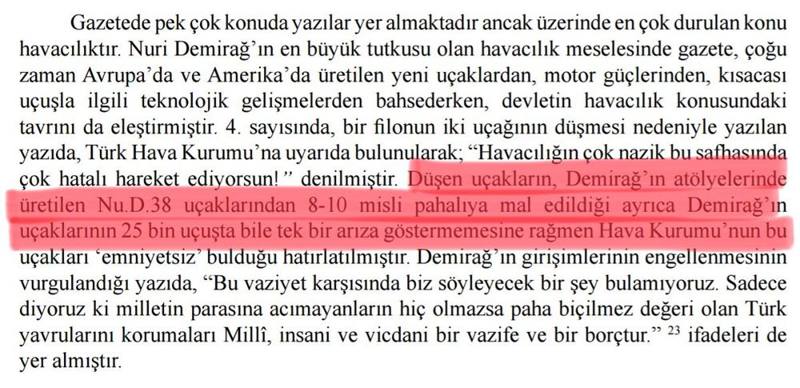 Gazetede pek çok konuda yazılar yer almaktadır ancak üzerinde en çok durulan konu
havacılıktır. Nuri Demirağ’ın en büyük tutkusu olan havacılık meselesinde gazete, çoğu
zaman Avrupa’da ve Amerika’da üretilen yeni uçaklardan, motor güçlerinden, kısacası
uçuşla ilgili teknolojik gelişmelerden bahsederken, devletin havacılık konusundaki
tavrını da eleştirmiştir. 4. sayısında, bir filonun iki uçağının düşmesi nedeniyle yazılan
yazıda, Türk Hava Kurumu’na uyarıda bulunularak; “Havacılığın çok nazik bu safhasında
çok hatalı hareket ediyorsun!” denilmiştir. Düşen uçakların, Demirağ’ın atölyelerinde
üretilen Nu.D.38 uçaklarından 8-10 misli pahalıya mal edildiği ayrıca Demirağ’ın
uçaklarının 25 bin uçuşta bile tek bir arıza göstermemesine rağmen Hava Kurumu’nun bu
uçakları ‘emniyetsiz’ bulduğu hatırlatılmıştır. Demirağ’ın girişimlerinin engellenmesinin
vurgulandığı yazıda, “Bu vaziyet karşısında biz söyleyecek bir şey bulamıyoruz. Sadece
diyoruz ki milletin parasına acımayanların hiç olmazsa paha biçilmez değeri olan Türk
yavrularını korumaları Millî, insani ve vicdani bir vazife ve bir borçtur.” 23 ifadeleri de
yer almıştır.